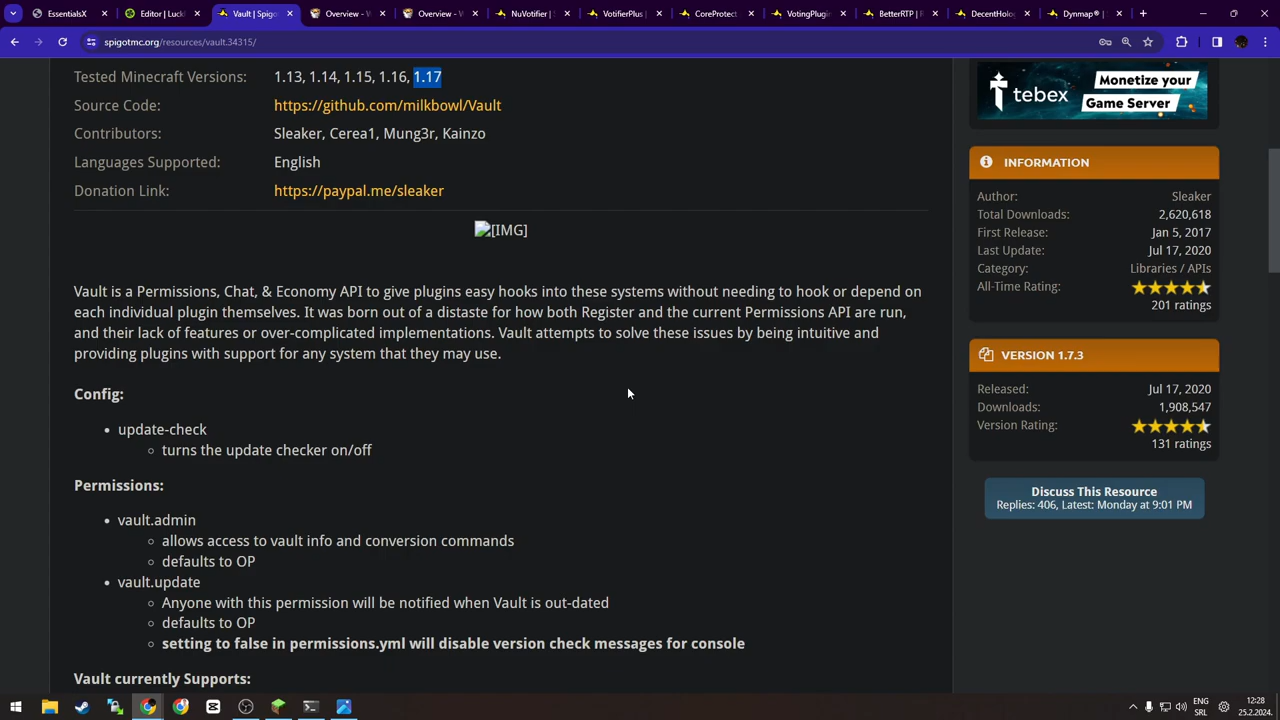 EssentialsX
Editor | Luck
Vault | Spigo
Overview - W
Overview - W
NuVotifier | S
VotifierPlus |
CoreProtect
VotingPlugin
BetterRTP | R
DecentHolog
Dynmap® | S
spigotmc.org/resources/vault.34315/
Tested Minecraft Versions: 1.13, 1.14, 1.15, 1.16, 1.17
Source Code: https://github.com/milkbowl/Vault
Contributors: Sleaker, Cerea1, Mung3r, Kainzo
Languages Supported: English
Donation Link: https://paypal.me/sleaker
[IMG]
Vault is a Permissions, Chat, & Economy API to give plugins easy hooks into these systems without needing to hook or depend on
each individual plugin themselves. It was born out of a distaste for how both Register and the current Permissions API are run,
and their lack of features or over-complicated implementations. Vault attempts to solve these issues by being intuitive and
providing plugins with support for any system that they may use.
Config:
update-check
turns the update checker on/off
Permissions:
vault.admin
allows access to vault info and conversion commands
defaults to OP
vault.update
Anyone with this permission will be notified when Vault is out-dated
defaults to OP
setting to false in permissions.yml will disable version check messages for console
Vault currently Supports:
tebex
Monetize your
Game Server
INFORMATION
Author: Sleaker
Total Downloads: 2,620,618
First Release: Jan 5, 2017
Last Update: Jul 17, 2020
Category: Libraries / APIs
All-Time Rating:
201 ratings
VERSION 1.7.3
Released: Jul 17, 2020
Downloads: 1,908,547
Version Rating:
131 ratings
Discuss This Resource
Replies: 406, Latest: Monday at 9:01 PM
ENG
SRL
12:28
25.2.2024.